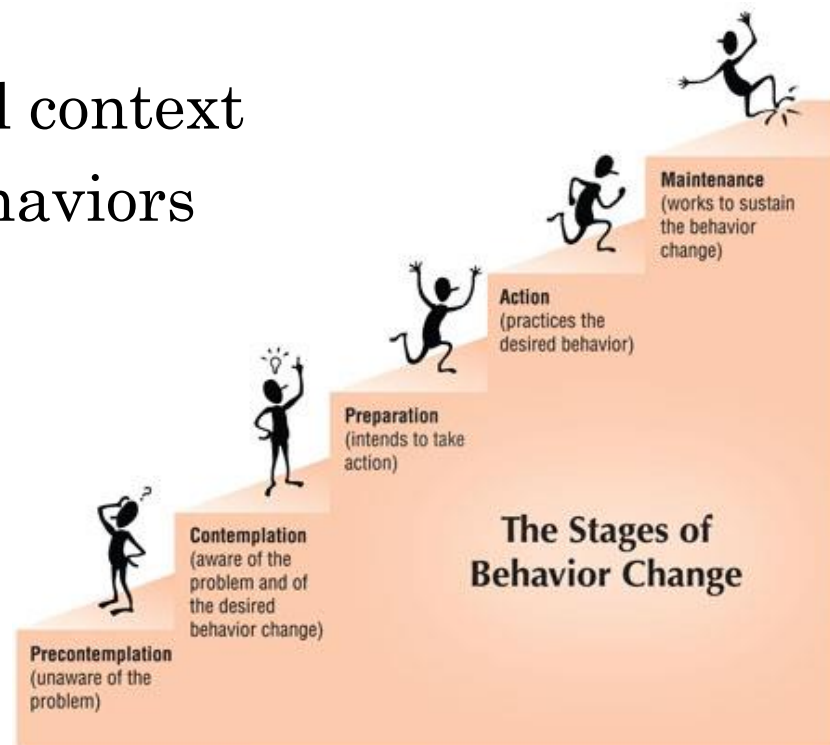 l context
haviors
Maintenance
(works to sustain
the behavior
change)
Action
(practices the
desired behavior)
Preparation
(intends to take
action)
Contemplation
(aware of the
problem and of
the desired
behavior change)
Precontemplation
(unaware of the
problem)
The Stages of
Behavior Change